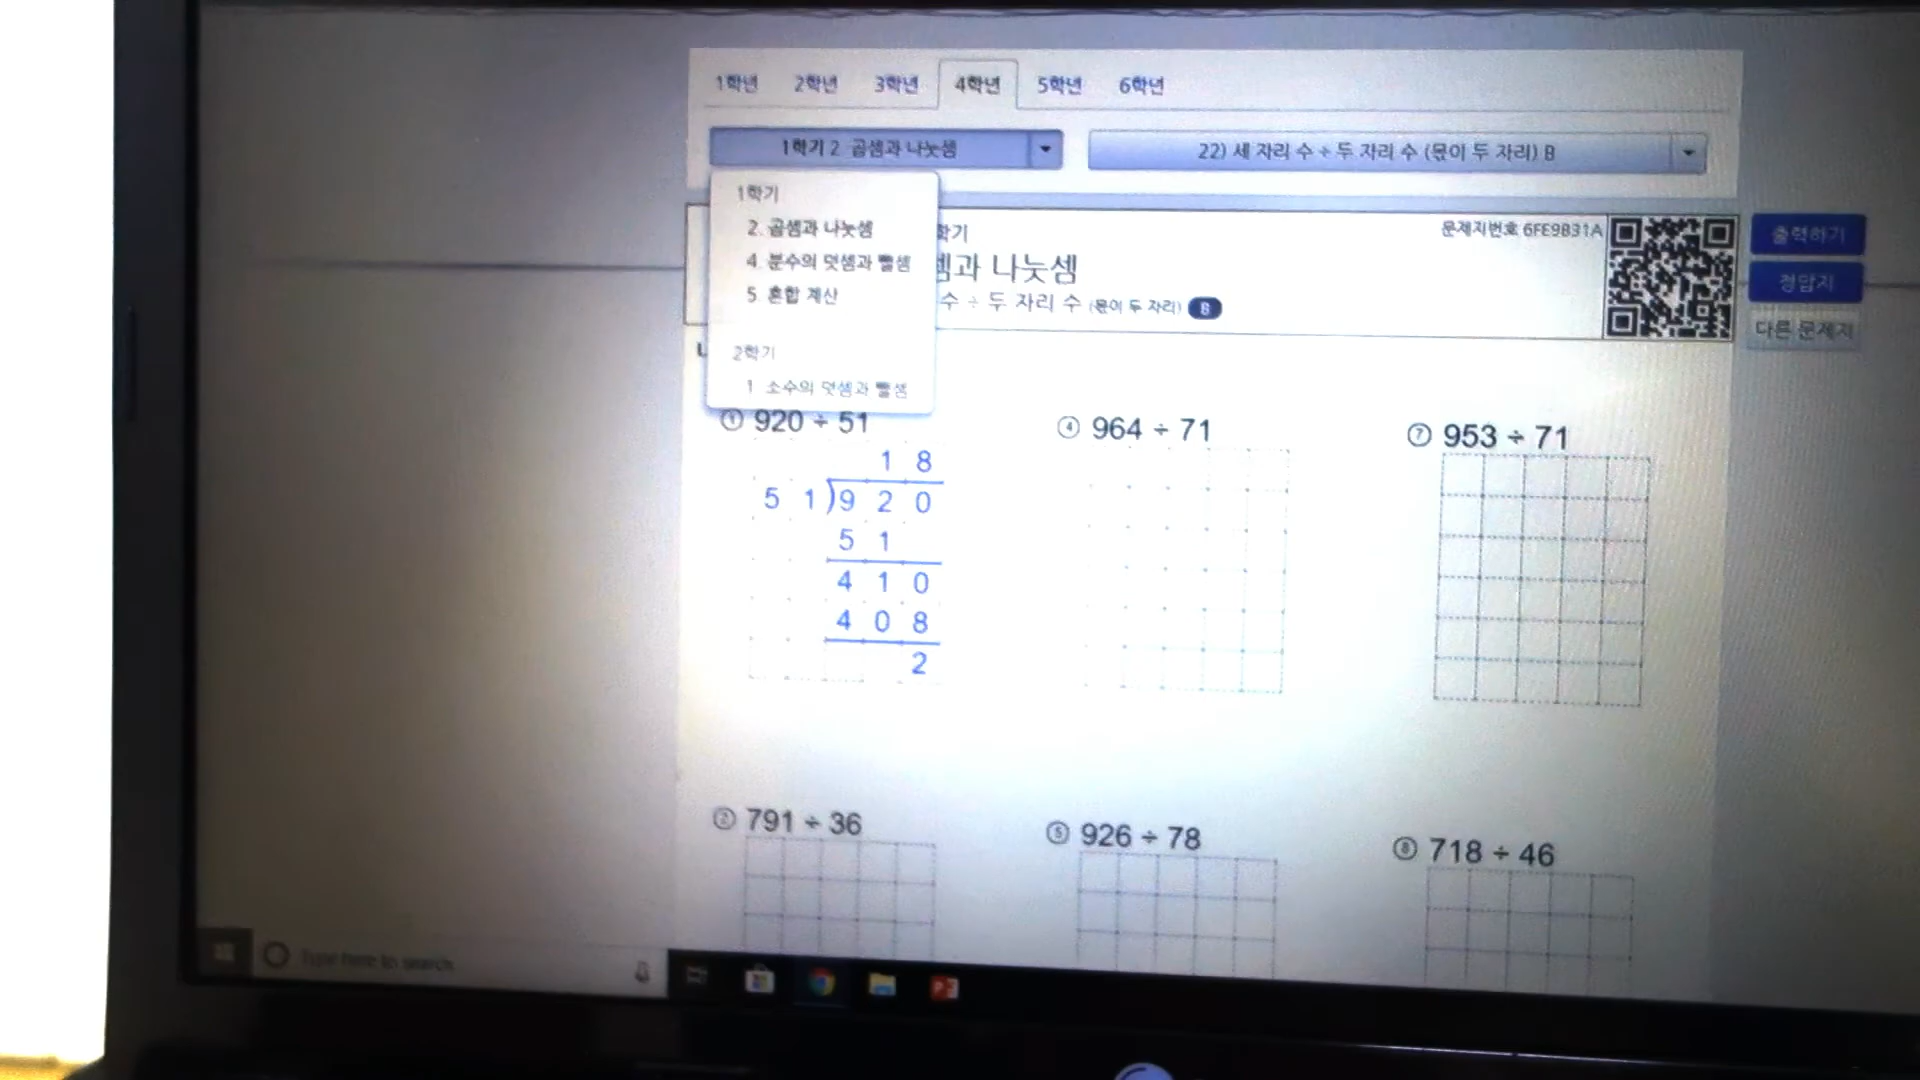 1학년 2학년 3학년 4학년 5학년 6학년
1학기 2. 곱셈과 나눗셈
22) 세 자리 수 ÷ 두 자리 수 (몫이 두 자리) B
1학기
2. 곱셈과 나눗셈
4. 분수의 덧셈과 뺄셈
5. 혼합 계산
2학기
1. 소수의 덧셈과 뺄셈
학기
셈과 나눗셈
수 ÷ 두 자리 수 (몫이 두 자리) B
문제지번호 6FE9B31A
출력하기
정답지
다른 문제지
① 920 ÷ 51
1 8
5 1 ) 9 2 0
5 1
4 1 0
4 0 8
2
④ 964 ÷ 71
⑦ 953 ÷ 71
② 791 ÷ 36
⑤ 926 ÷ 78
⑧ 718 ÷ 46
Type here to search